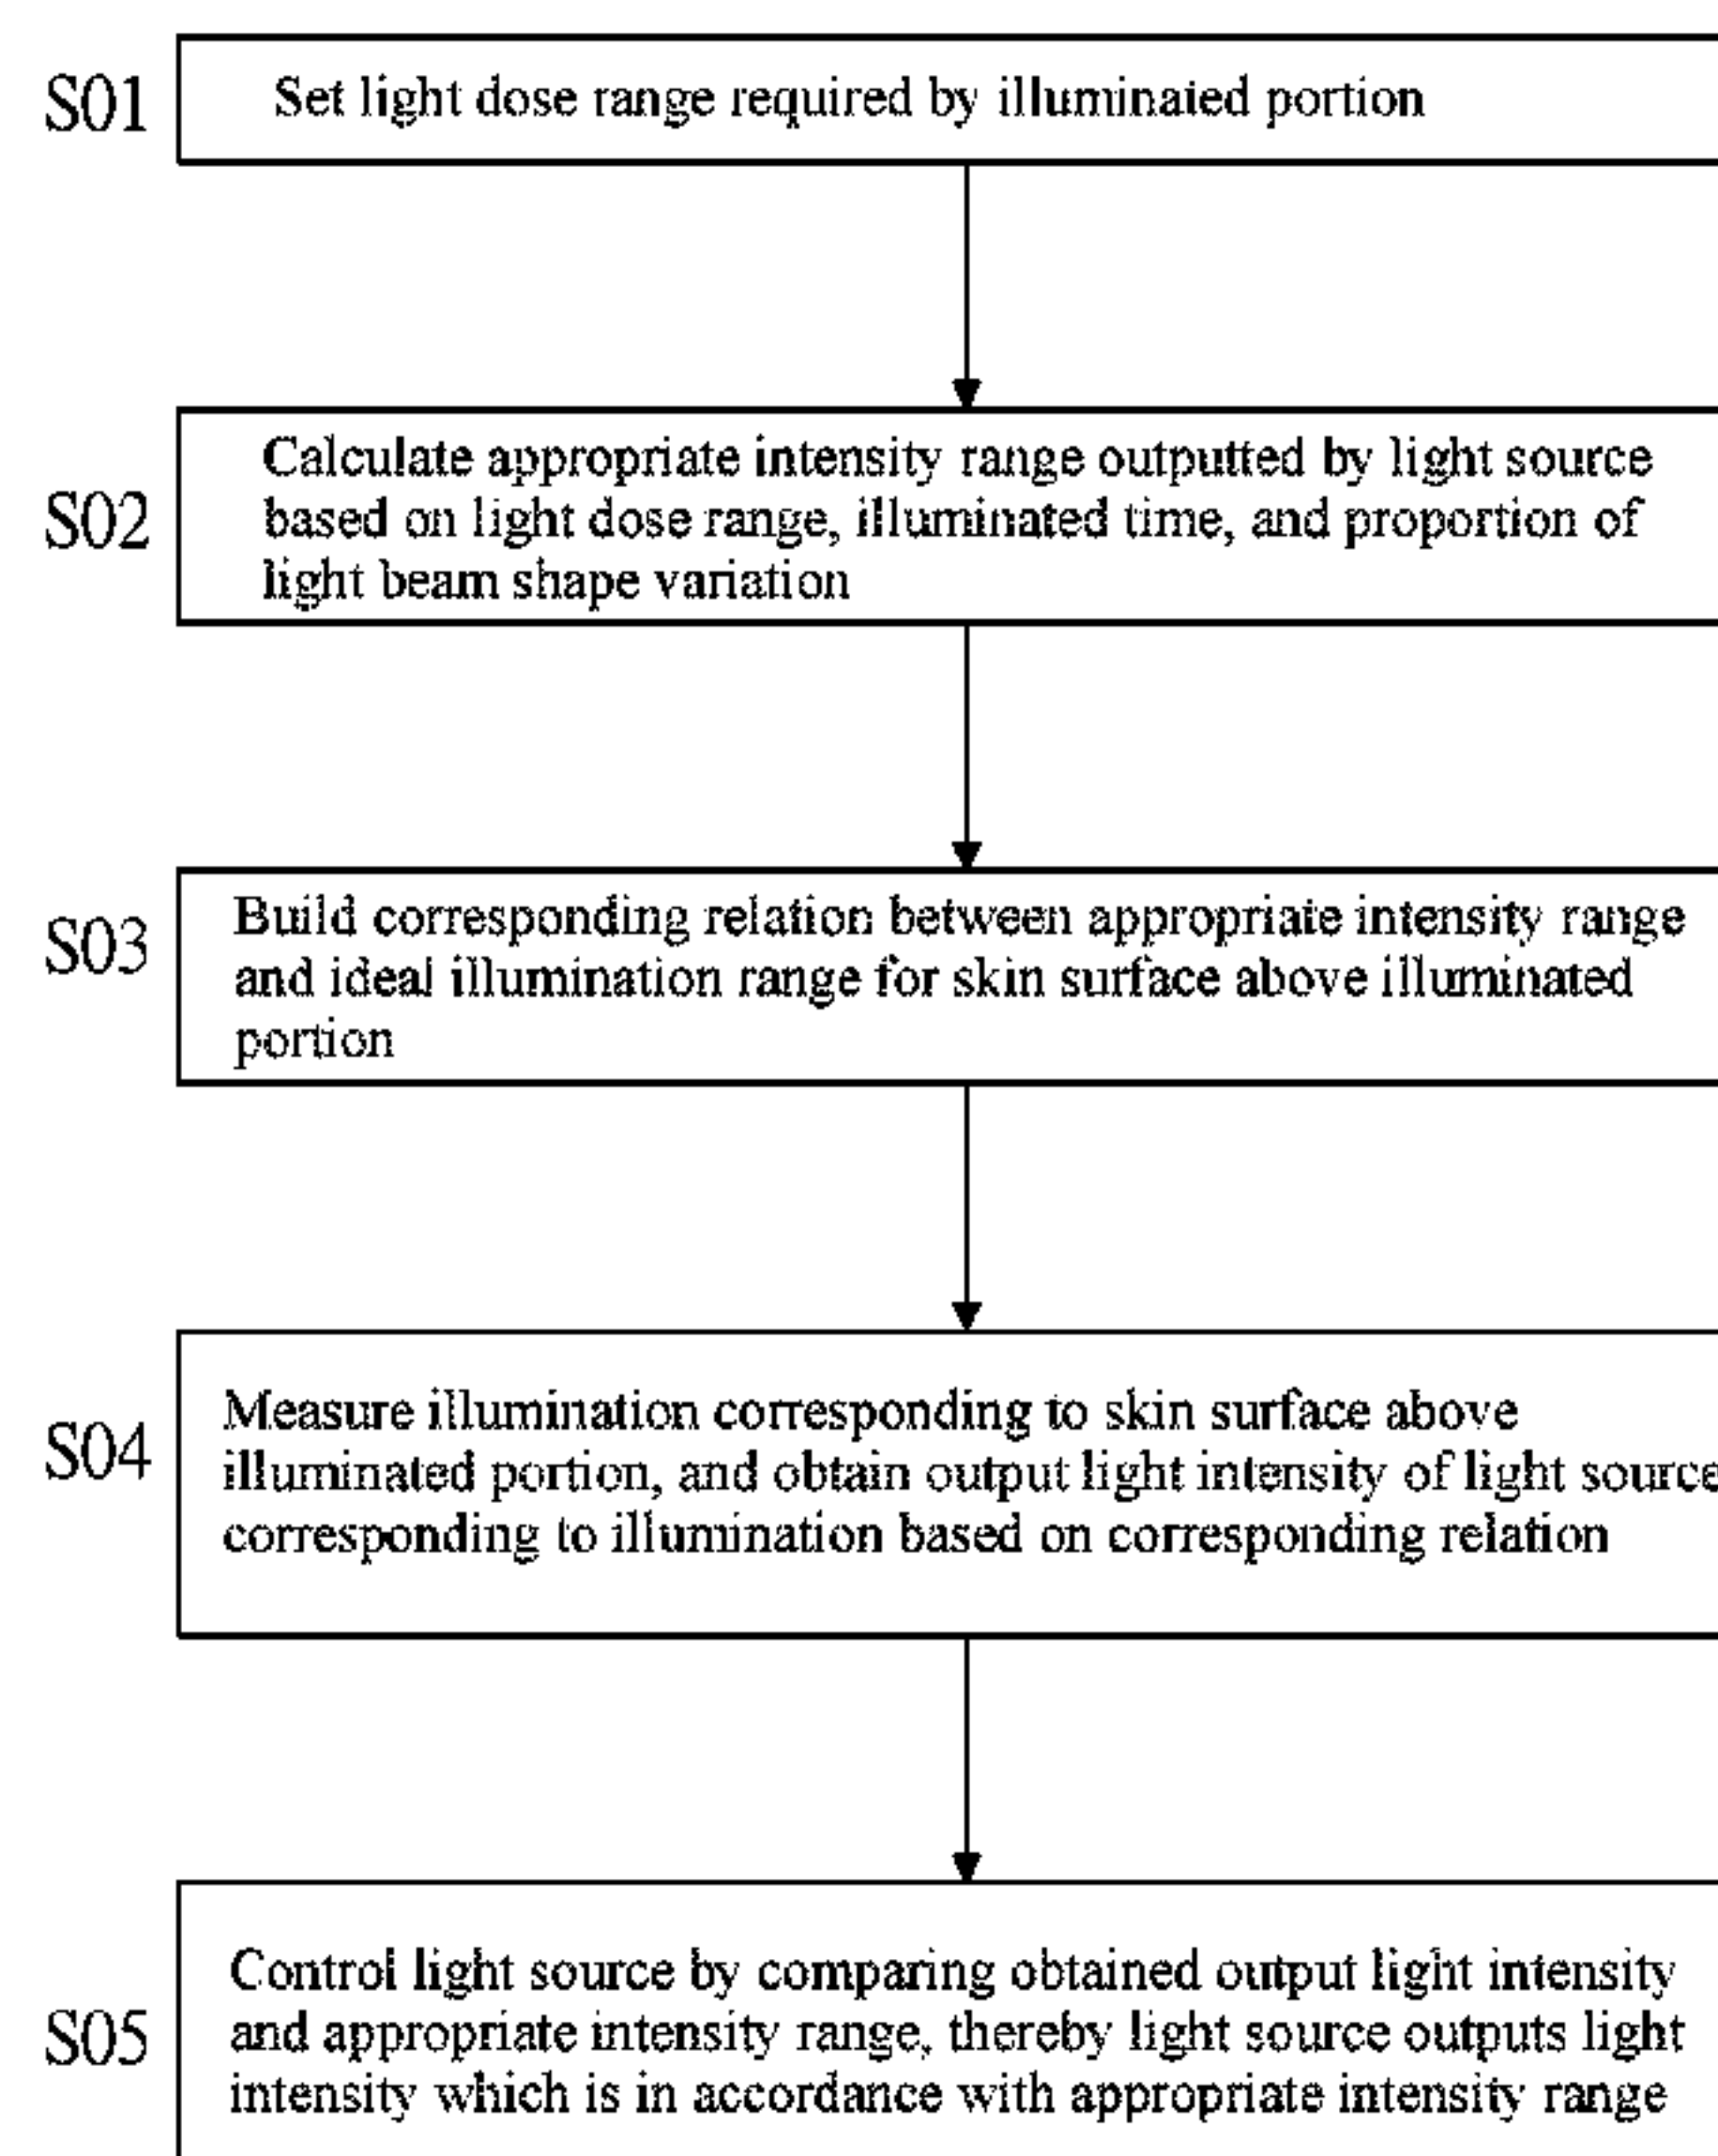 S01
Set light dose range required by illuminated portion
S02
Calculate appropriate intensity range outputted by light source
based on light dose range, illuminated time, and proportion of
light beam shape variation
S03
Build corresponding relation between appropriate intensity range
and ideal illumination range for skin surface above illuminated
portion
S04
Measure illumination corresponding to skin surface above
illuminated portion, and obtain output light intensity of light source
corresponding to illumination based on corresponding relation
S05
Control light source by comparing obtained output light intensity
and appropriate intensity range, thereby light source outputs light
intensity which is in accordance with appropriate intensity range